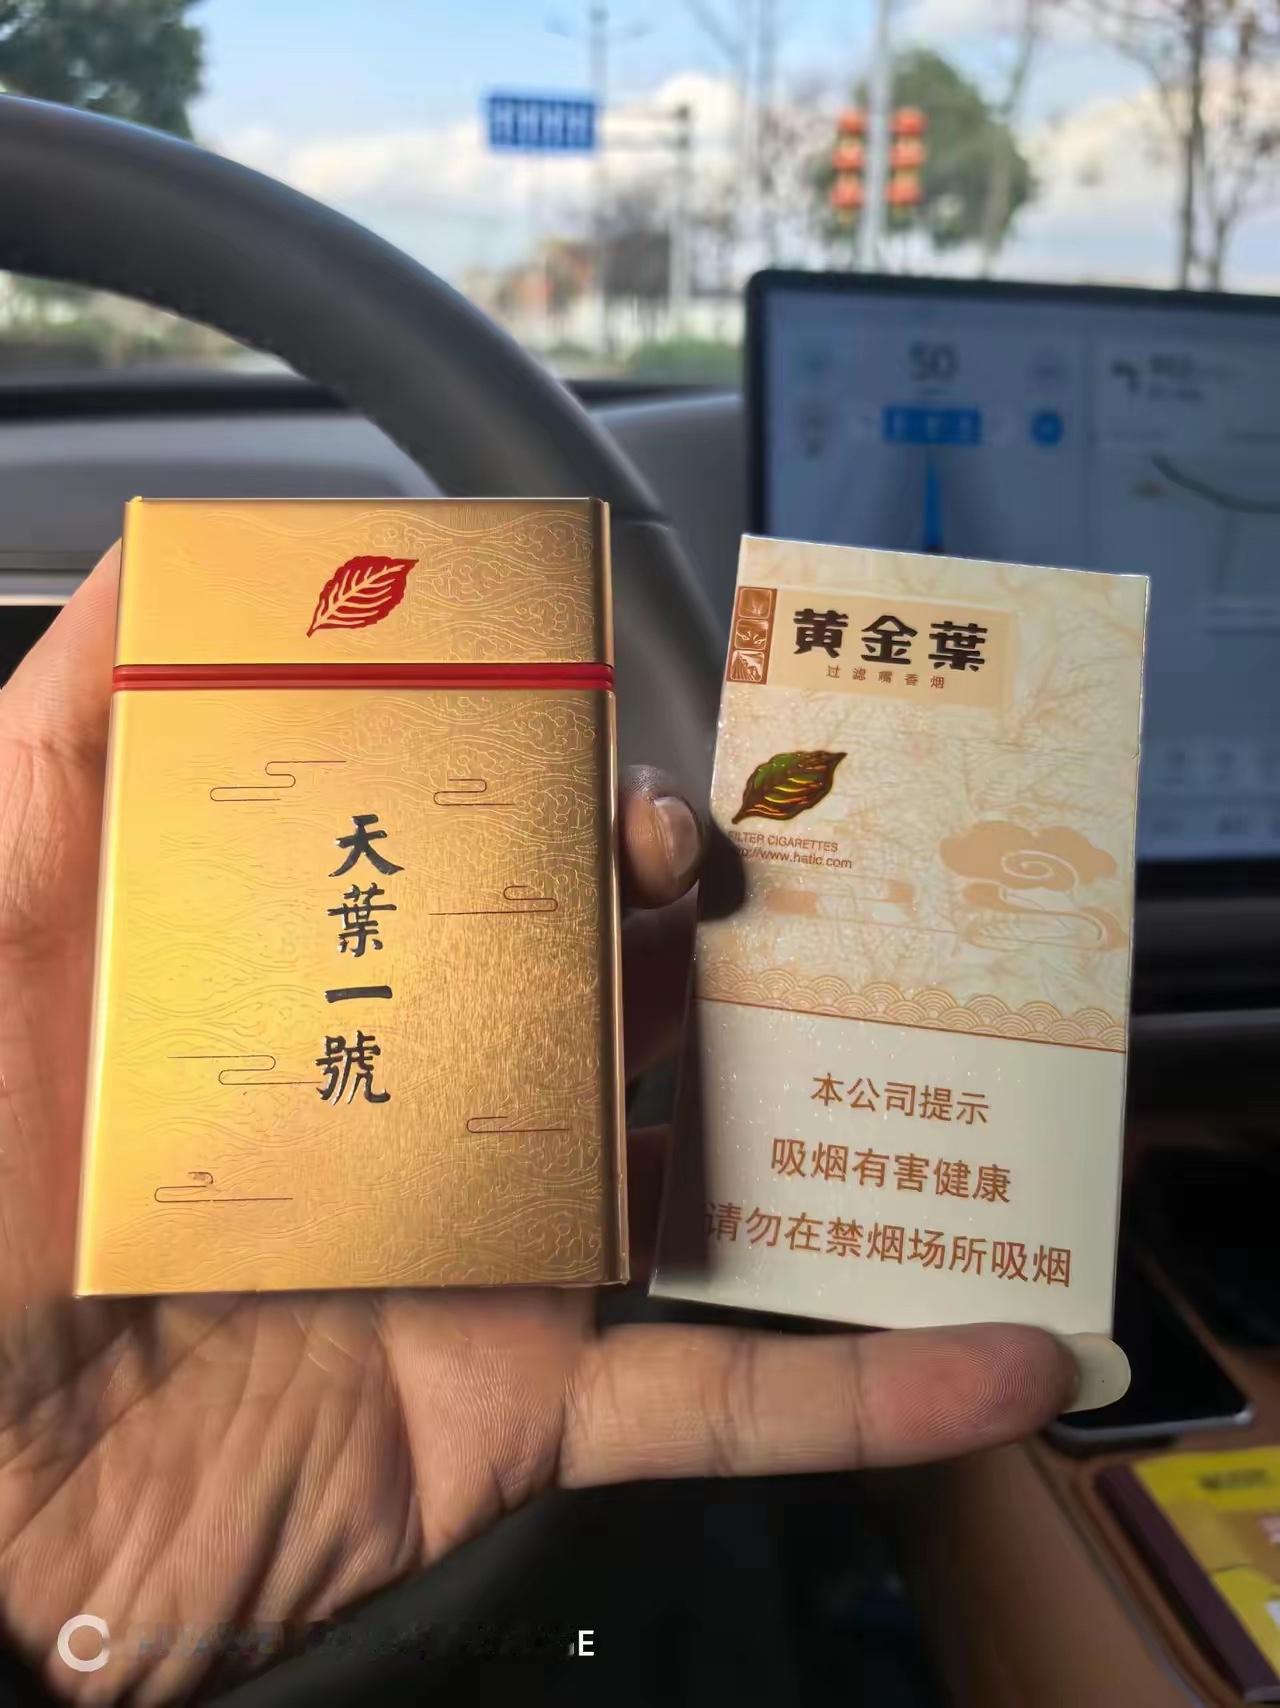 天
葉
一
號
黄金葉
过滤嘴香烟
FILTER CIGARETTES
http://www.hatic.com
本公司提示
吸烟有害健康
请勿在禁烟场所吸烟
50